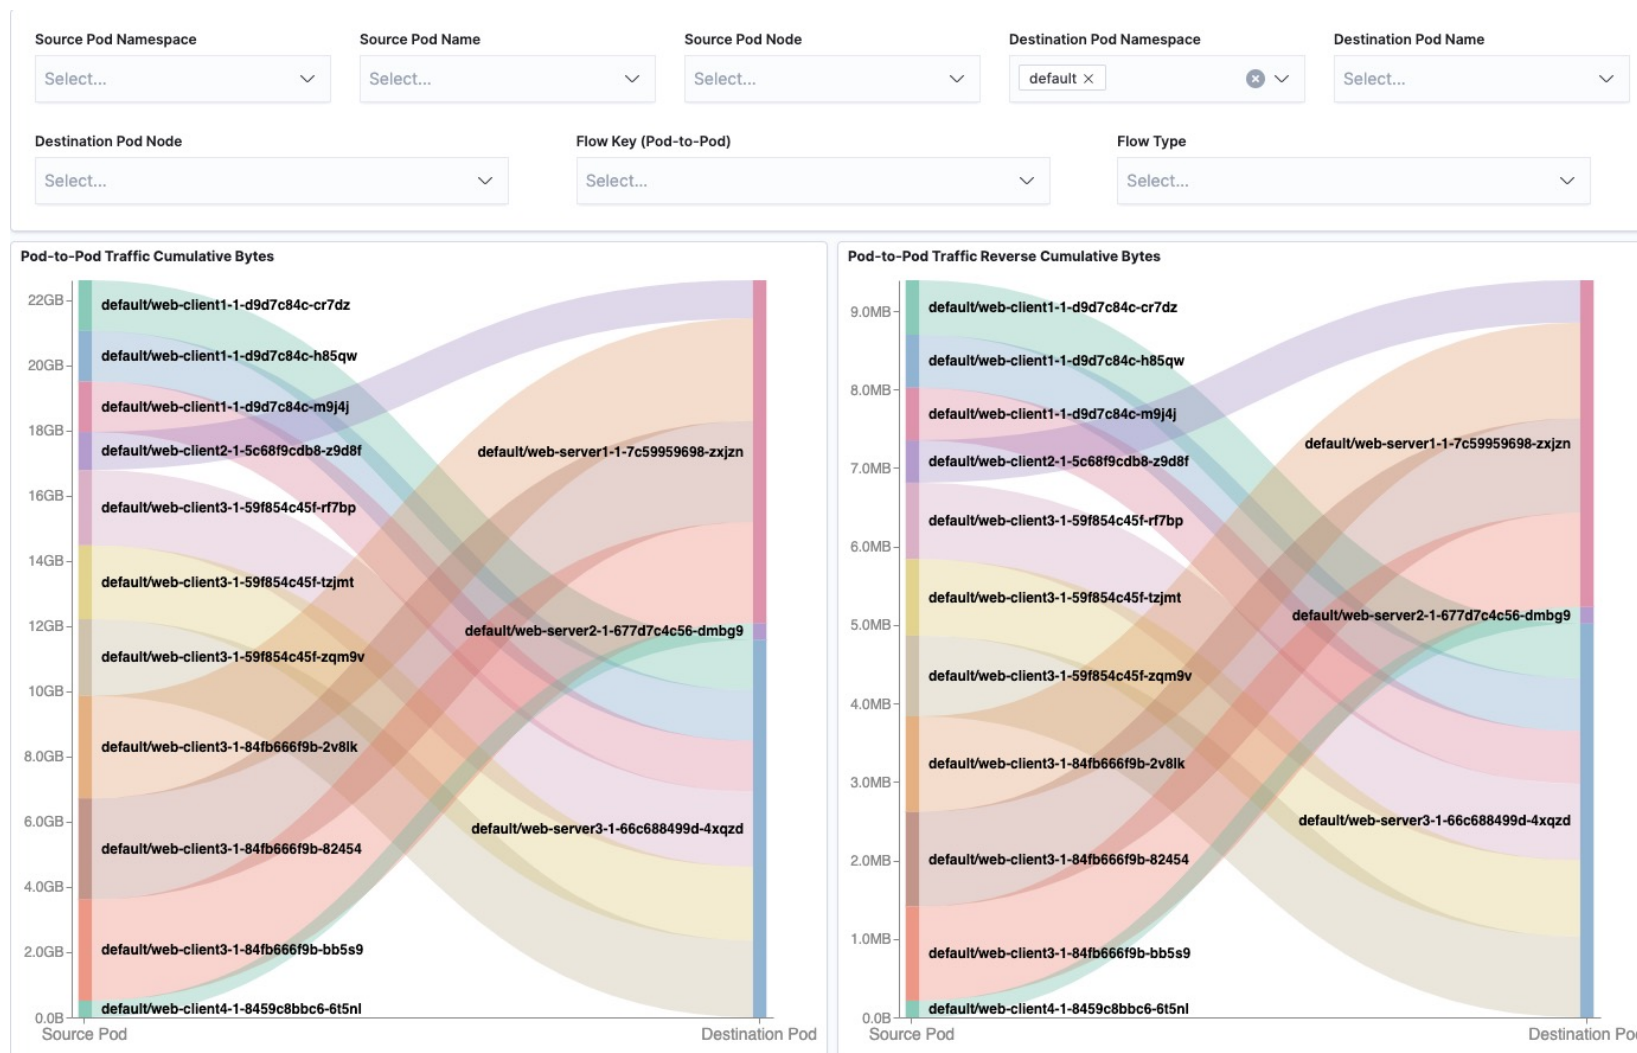 Source Pod Namespace
Source Pod Name
Source Pod Node
Destination Pod Namespace
Destination Pod Name
Select...
Select...
Select...
default
Select...
Destination Pod Node
Flow Key (Pod-to-Pod)
Flow Type
Select...
Select...
Select...
Pod-to-Pod Traffic Cumulative Bytes
22GB
20GB
18GB
16GB
14GB
12GB
10GB
8.0GB
6.0GB
4.0GB
2.0GB
0.0B
default/web-client1-1-d9d7c84c-cr7dz
default/web-client1-1-d9d7c84c-h85qw
default/web-client1-1-d9d7c84c-m9j4j
default/web-client2-1-5c68f9cdb8-z9d8f
default/web-client3-1-59f854c45f-rf7bp
default/web-client3-1-59f854c45f-tzjmt
default/web-client3-1-59f854c45f-zqm9v
default/web-client3-1-84fb666f9b-2v8lk
default/web-client3-1-84fb666f9b-82454
default/web-client3-1-84fb666f9b-bb5s9
default/web-client4-1-8459c8bbc6-6t5nl
default/web-server1-1-7c59959698-zxjzn
default/web-server2-1-677d7c4c56-dmbg9
default/web-server3-1-66c688499d-4xqzd
Source Pod
Destination Pod
Pod-to-Pod Traffic Reverse Cumulative Bytes
9.0MB
8.0MB
7.0MB
6.0MB
5.0MB
4.0MB
3.0MB
2.0MB
1.0MB
0.0B
default/web-client1-1-d9d7c84c-cr7dz
default/web-client1-1-d9d7c84c-h85qw
default/web-client1-1-d9d7c84c-m9j4j
default/web-client2-1-5c68f9cdb8-z9d8f
default/web-client3-1-59f854c45f-rf7bp
default/web-client3-1-59f854c45f-tzjmt
default/web-client3-1-59f854c45f-zqm9v
default/web-client3-1-84fb666f9b-2v8lk
default/web-client3-1-84fb666f9b-82454
default/web-client3-1-84fb666f9b-bb5s9
default/web-client4-1-8459c8bbc6-6t5nl
default/web-server1-1-7c59959698-zxjzn
default/web-server2-1-677d7c4c56-dmbg9
default/web-server3-1-66c688499d-4xqzd
Source Pod
Destination Pod